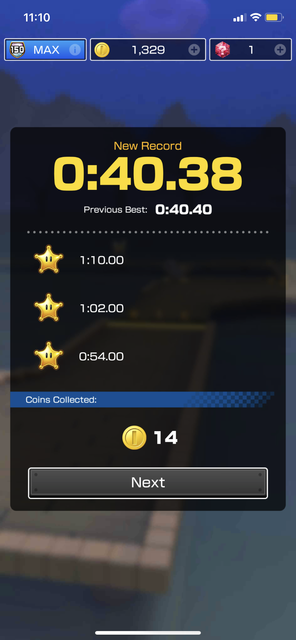 11:10
150 MAX i 1,329 + 1 +
New Record
0:40.38
Previous Best: 0:40.40
1:10.00
1:02.00
0:54.00
Coins Collected:
14
Next